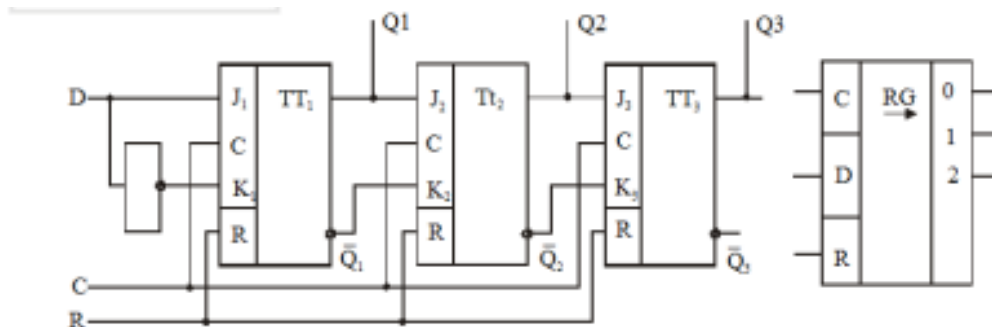 Q1 Q2 Q3
D J₁ TT₁ J₂ Tt₂ J₃ TT₃ C RG 0
C C C 1
K₁ K₂ K₃ D 2
R R R
Q̅₁ Q̅₂ Q̅₃ R
C
R